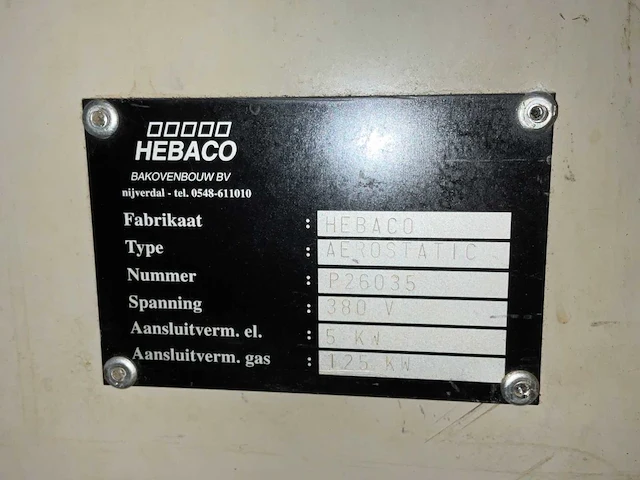 HEBACO
BAKOVENBOUW BV
nijverdal - tel. 0548-611010
Fabrikaat : HEBACO
Type : AEROSTATIC
Nummer : P26035
Spanning : 380 V
Aansluitverm. el. : 5 KW
Aansluitverm. gas : 125 KW